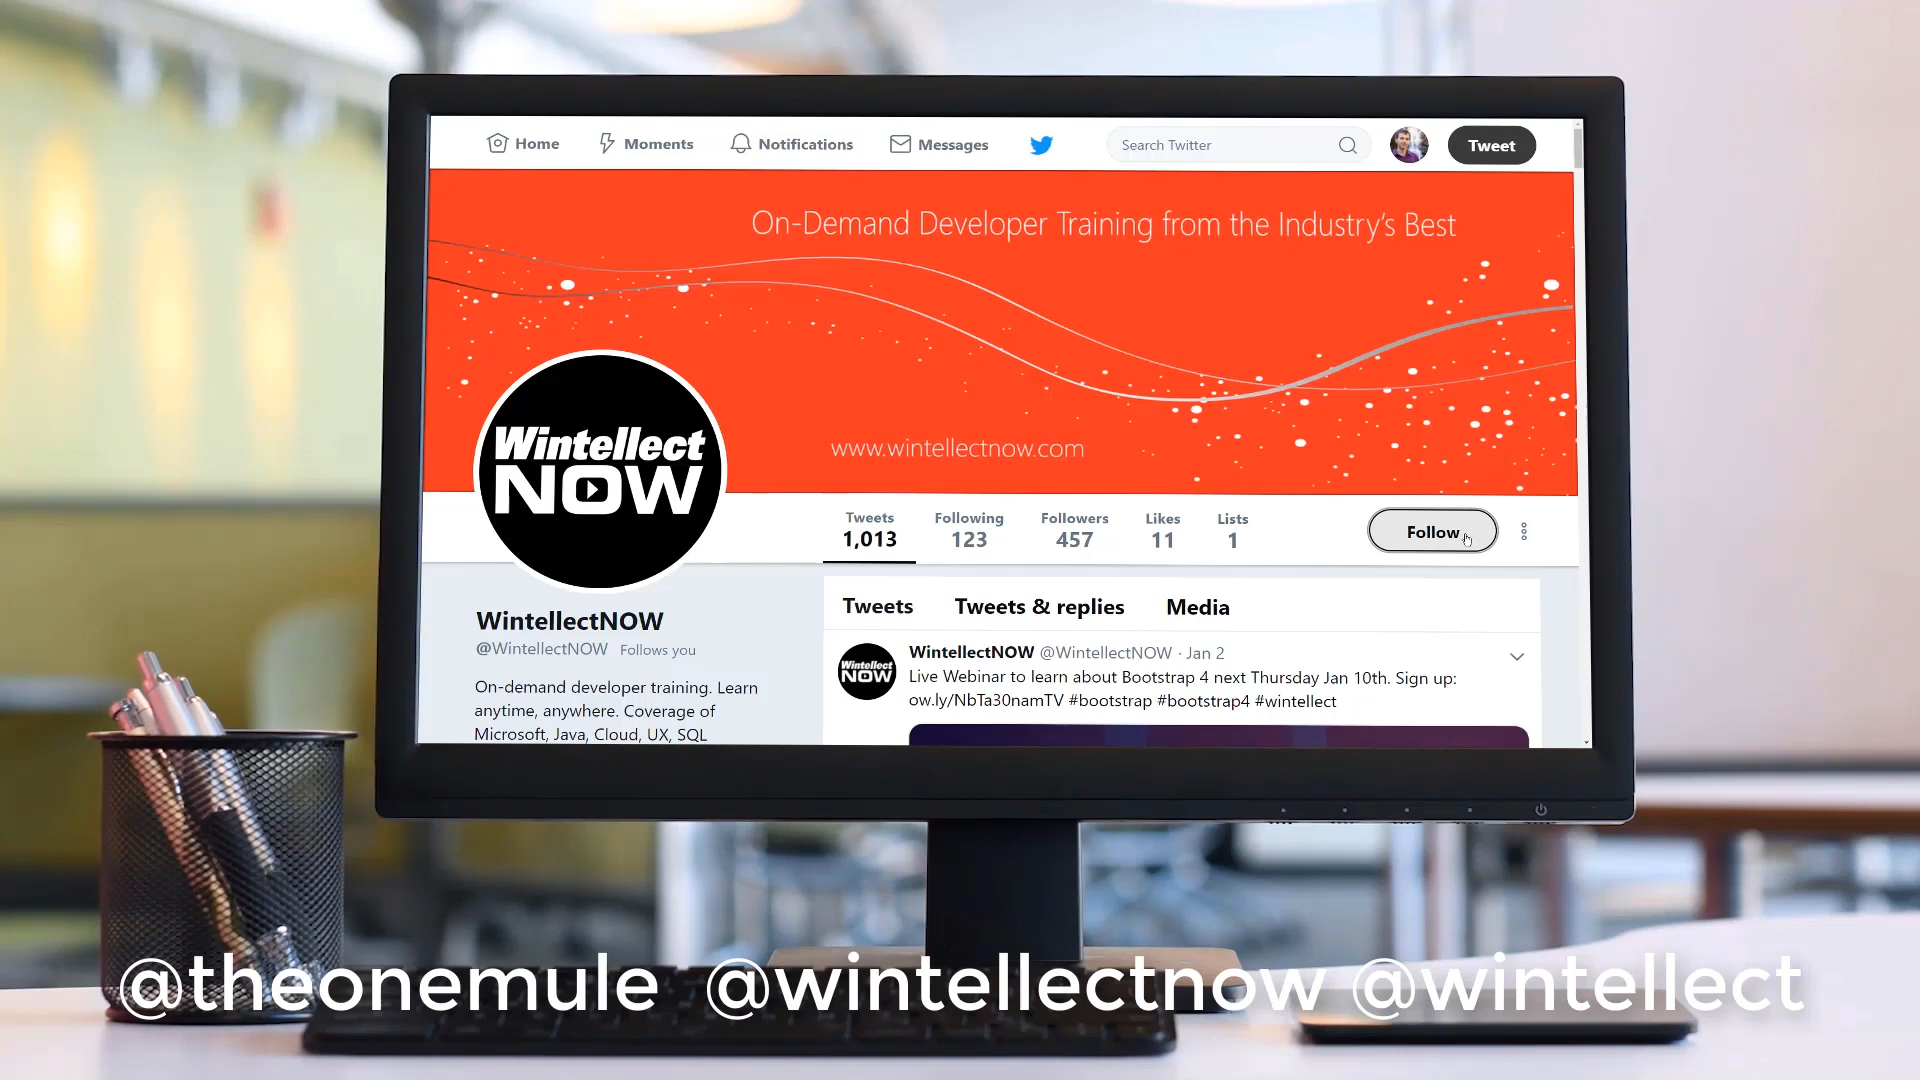 Home Moments Notifications Messages Search Twitter Tweet
On-Demand Developer Training from the Industry's Best
www.wintellectnow.com
Wintellect
NOW
Tweets Following Followers Likes Lists
1,013 123 457 11 1
Follow
WintellectNOW
@WintellectNOW Follows you
On-demand developer training. Learn
anytime, anywhere. Coverage of
Microsoft, Java, Cloud, UX, SQL
Tweets Tweets & replies Media
Wintellect
NOW
WintellectNOW @WintellectNOW · Jan 2
Live Webinar to learn about Bootstrap 4 next Thursday Jan 10th. Sign up:
ow.ly/NbTa30namTV #bootstrap #bootstrap4 #wintellect
@theonemule @wintellectnow @wintellect